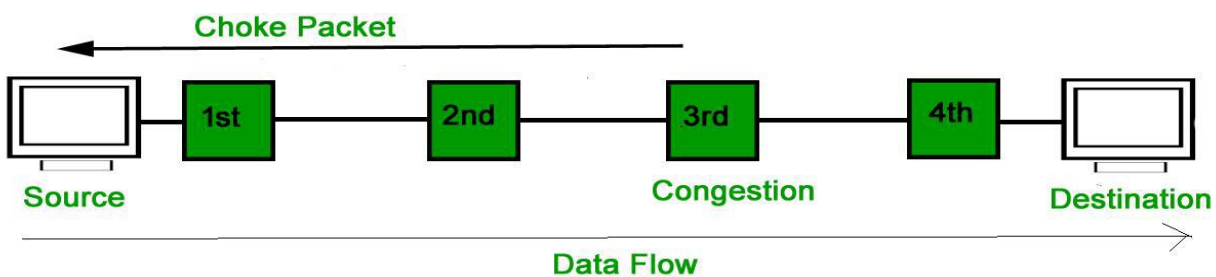 Choke Packet
1st
2nd
3rd
4th
Source
Congestion
Destination
Data Flow